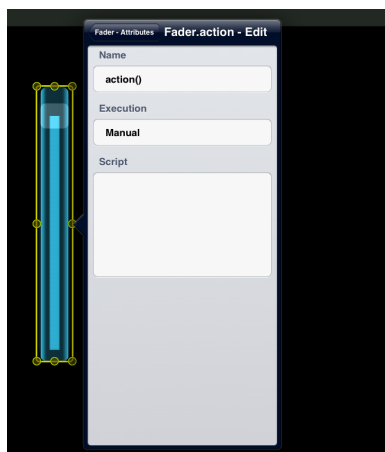 Fader - Attributes Fader.action - Edit
Name
action()
Execution
Manual
Script